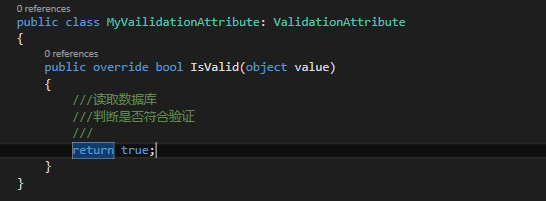 0 references
public class MyVailidationAttribute: ValidationAttribute
{
0 references
public override bool IsValid(object value)
{
///读取数据库
///判断是否符合验证
///
return true;
}
}